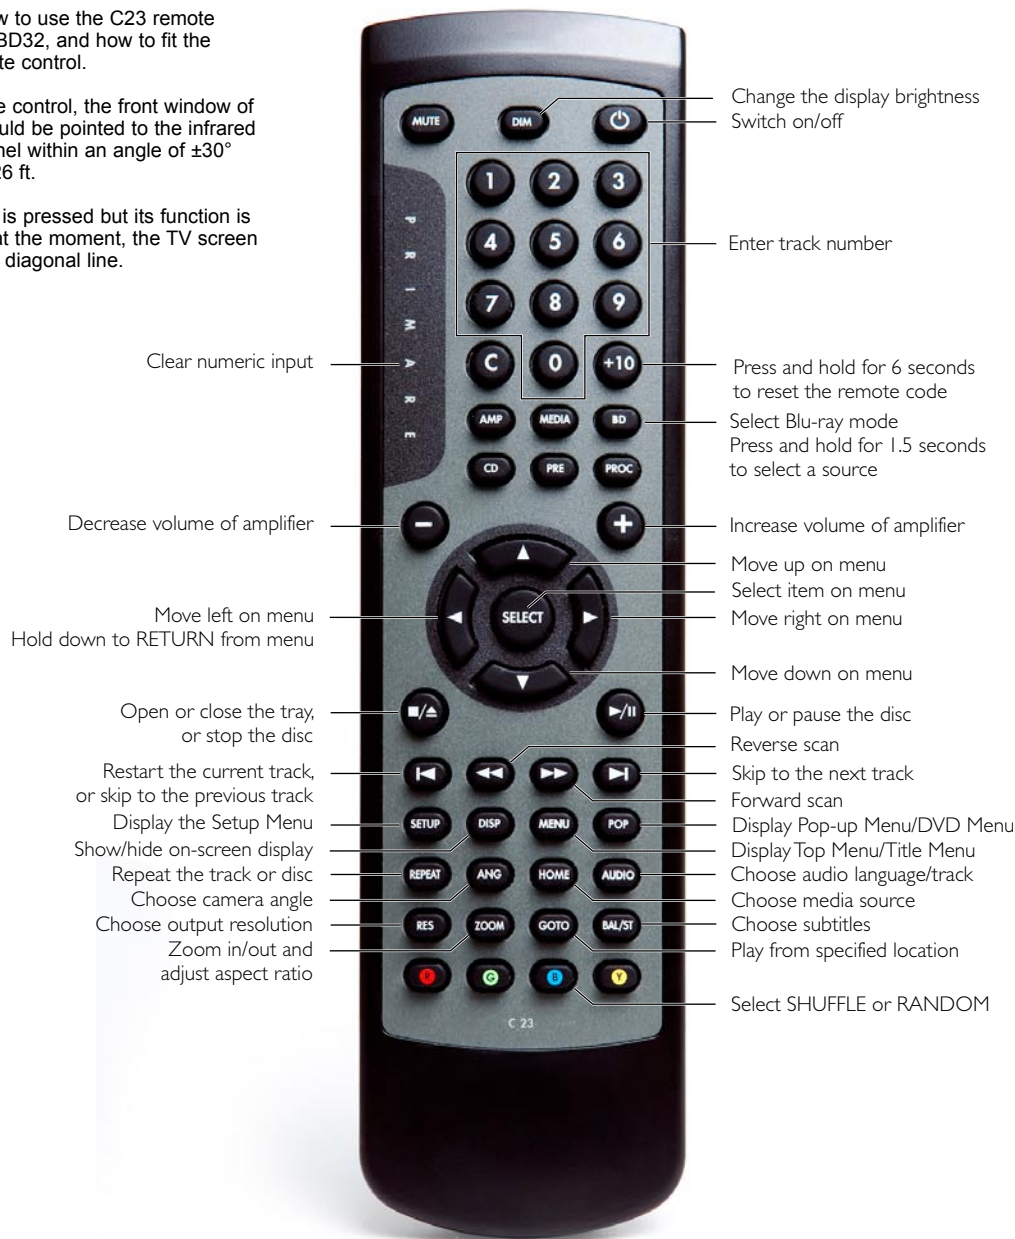 to use the C23 remote
BD32, and how to fit the
control.
control, the front window of
be pointed to the infrared
within an angle of ±30°
26 ft.
is pressed but its function is
at the moment, the TV screen
diagonal line.
MUTE
DIM
Change the display brightness
Switch on/off
1 2 3
4 5 6
Enter track number
7 8 9
PRIMARE
Clear numeric input
C 0 +10
Press and hold for 6 seconds
to reset the remote code
AMP MEDIA BD
Select Blu-ray mode
Press and hold for 1.5 seconds
to select a source
CD PRE PROC
Decrease volume of amplifier
− +
Increase volume of amplifier
Move up on menu
Select item on menu
SELECT
Move left on menu
Hold down to RETURN from menu
Move right on menu
Move down on menu
Open or close the tray,
or stop the disc
Play or pause the disc
Reverse scan
Restart the current track,
or skip to the previous track
Skip to the next track
Forward scan
Display the Setup Menu
SETUP DISP MENU POP
Display Pop-up Menu/DVD Menu
Show/hide on-screen display
Display Top Menu/Title Menu
Repeat the track or disc
REPEAT ANG HOME AUDIO
Choose audio language/track
Choose camera angle
Choose media source
Choose output resolution
RES ZOOM GOTO BAL/ST
Choose subtitles
Zoom in/out and
adjust aspect ratio
Play from specified location
R G B Y
Select SHUFFLE or RANDOM
C 23